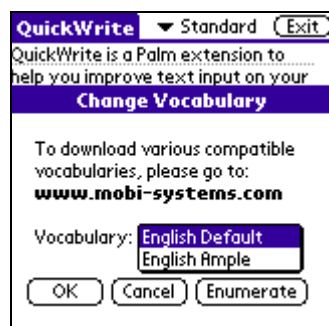 QuickWrite ▼ Standard Exit
QuickWrite is a Palm extension to
help you improve text input on your
Change Vocabulary
To download various compatible
vocabularies, please go to:
www.mobi-systems.com
Vocabulary: English Default
English Ample
OK Cancel Enumerate